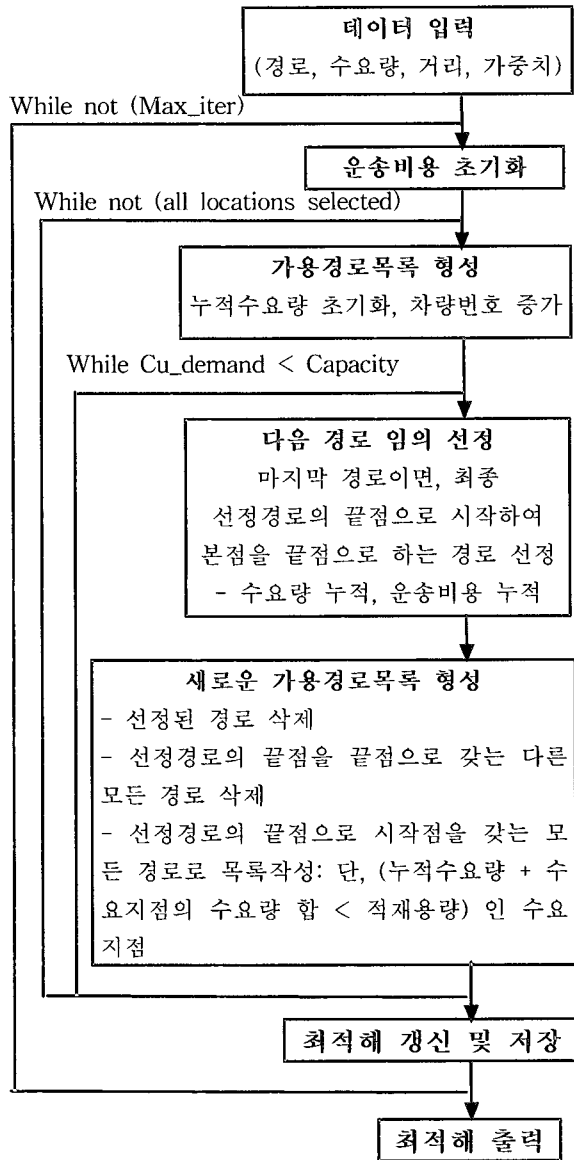 데이터 입력
(경로, 수요량, 거리, 가중치)
While not (Max_iter)
운송비용 초기화
While not (all locations selected)
가용경로목록 형성
누적수요량 초기화, 차량번호 증가
While Cu_demand < Capacity
다음 경로 임의 선정
마지막 경로이면, 최종
선정경로의 끝점으로 시작하여
본점을 끝점으로 하는 경로 선정
- 수요량 누적, 운송비용 누적
새로운 가용경로목록 형성
- 선정된 경로 삭제
- 선정경로의 끝점을 끝점으로 갖는 다른
모든 경로 삭제
- 선정경로의 끝점으로 시작점을 갖는 모
든 경로로 목록작성: 단, (누적수요량 + 수
요지점의 수요량 합 < 적재용량) 인 수요
지점
최적해 갱신 및 저장
최적해 출력